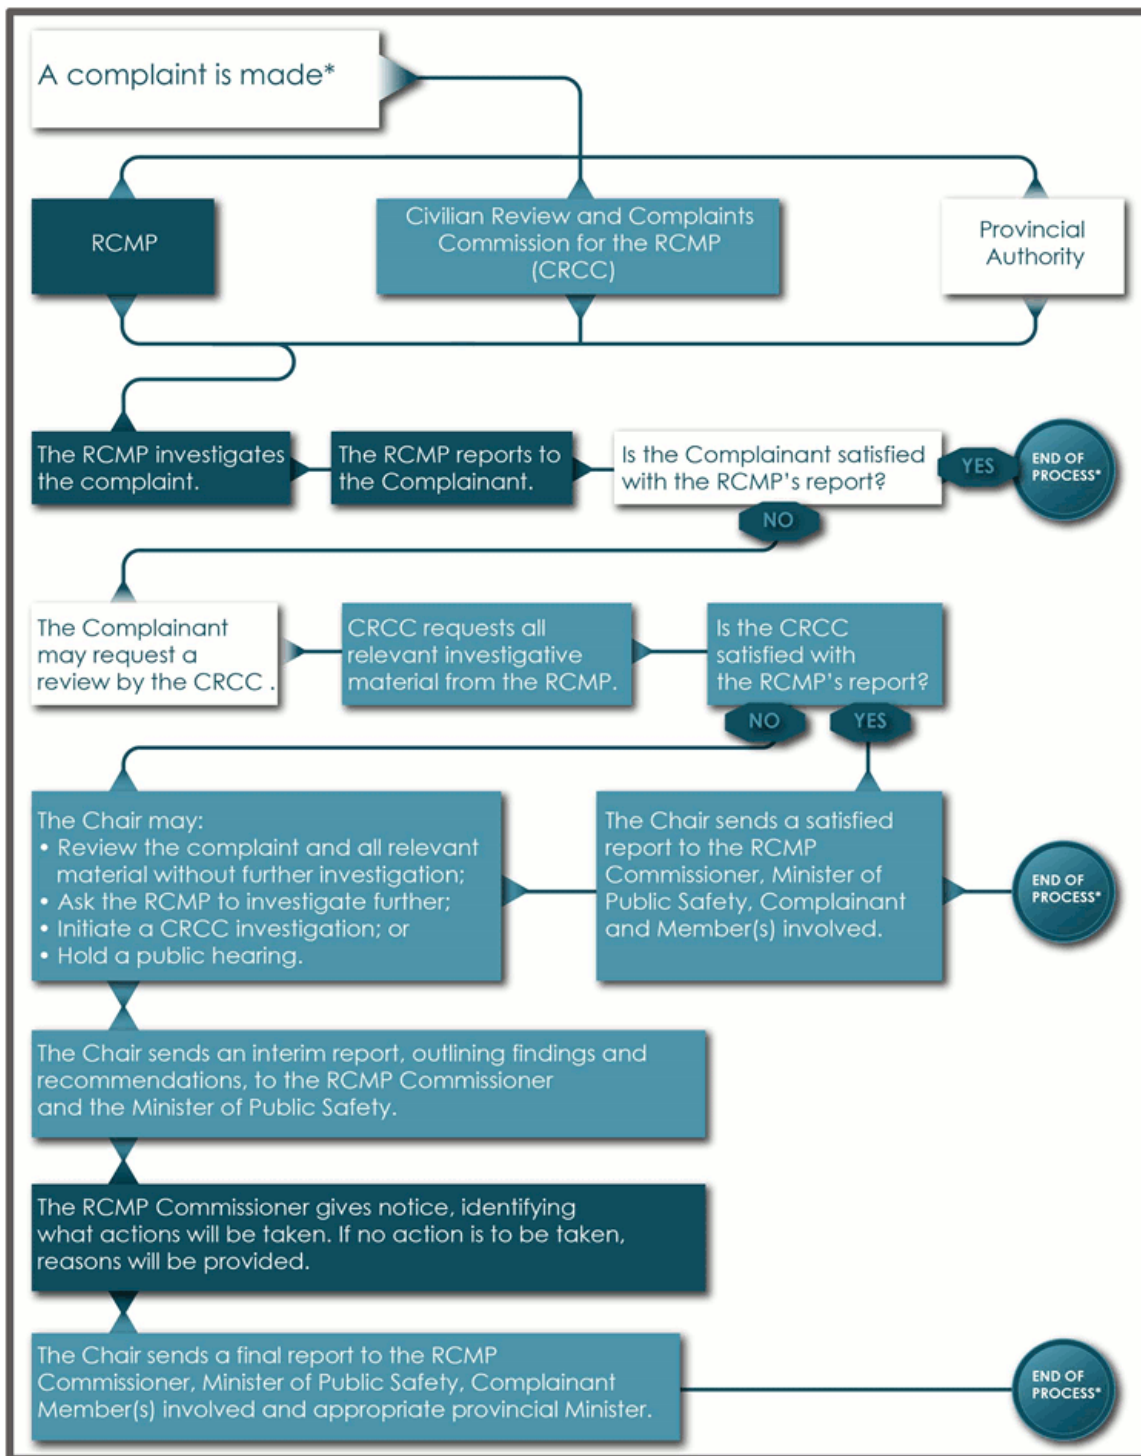 A complaint is made*
RCMP
Civilian Review and Complaints
Commission for the RCMP
(CRCC)
Provincial
Authority
The RCMP investigates
the complaint.
The RCMP reports to
the Complainant.
Is the Complainant satisfied
with the RCMP's report?
YES
END OF
PROCESS*
NO
The Complainant
may request a
review by the CRCC .
CRCC requests all
relevant investigative
material from the RCMP.
Is the CRCC
satisfied with
the RCMP's report?
NO
YES
The Chair may:
• Review the complaint and all relevant
material without further investigation;
• Ask the RCMP to investigate further;
• Initiate a CRCC investigation; or
• Hold a public hearing.
The Chair sends a satisfied
report to the RCMP
Commissioner, Minister of
Public Safety, Complainant
and Member(s) involved.
END OF
PROCESS*
The Chair sends an interim report, outlining findings and
recommendations, to the RCMP Commissioner
and the Minister of Public Safety.
The RCMP Commissioner gives notice, identifying
what actions will be taken. If no action is to be taken,
reasons will be provided.
The Chair sends a final report to the RCMP
Commissioner, Minister of Public Safety, Complainant
Member(s) involved and appropriate provincial Minister.
END OF
PROCESS*